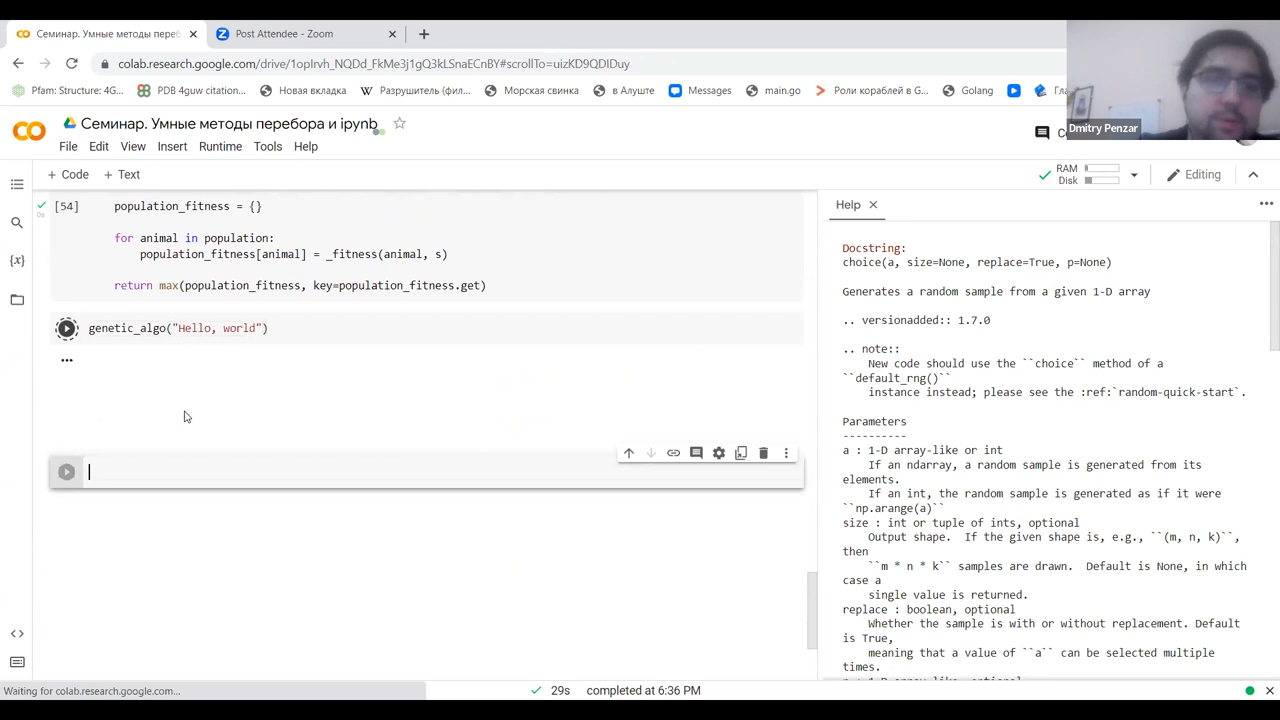 Семинар. Умные методы переб
Post Attendee - Zoom
colab.research.google.com/drive/1opIrvh_NQDd_FkMe3j1gQ3kLSnaECnBY#scrollTo=uizKD9QDIDuy
Pfam: Structure: 4G...
PDB 4guw citation...
Новая вкладка
Разрушитель (фил...
Морская свинка
в Алуште
Messages
main.go
Роли кораблей в G...
Golang
Гла
Dmitry Penzar
Семинар. Умные методы перебора и ipynb
File Edit View Insert Runtime Tools Help
+ Code + Text
RAM
Disk
Editing
Help
[54] population_fitness = {}
0s
for animal in population:
population_fitness[animal] = _fitness(animal, s)
return max(population_fitness, key=population_fitness.get)
genetic_algo("Hello, world")
...
Docstring:
choice(a, size=None, replace=True, p=None)
Generates a random sample from a given 1-D array
.. versionadded:: 1.7.0
.. note::
New code should use the ``choice`` method of a
``default_rng()``
instance instead; please see the :ref:`random-quick-start`.
Parameters
----------
a : 1-D array-like or int
If an ndarray, a random sample is generated from its
elements.
If an int, the random sample is generated as if it were
``np.arange(a)``
size : int or tuple of ints, optional
Output shape.  If the given shape is, e.g., ``(m, n, k)``,
then
``m * n * k`` samples are drawn.  Default is None, in which
case a
single value is returned.
replace : boolean, optional
Whether the sample is with or without replacement. Default
is True,
meaning that a value of ``a`` can be selected multiple
times.
Waiting for colab.research.google.com...
29s completed at 6:36 PM